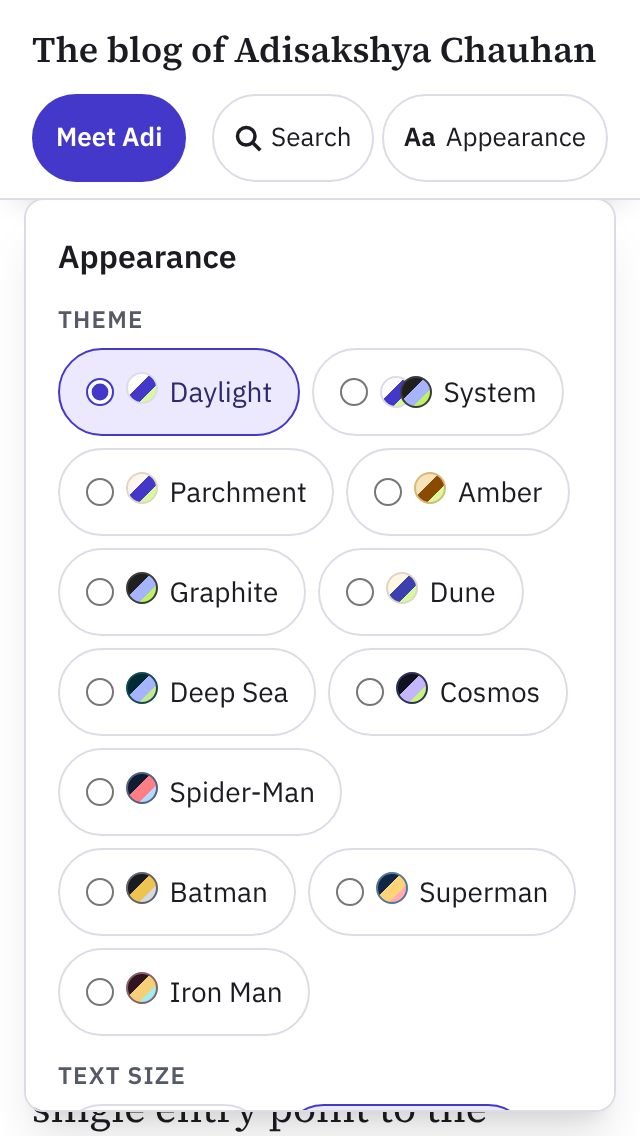 The blog of Adisakshya Chauhan
Meet Adi
Search
Aa Appearance
Appearance
THEME
Daylight
System
Parchment
Amber
Graphite
Dune
Deep Sea
Cosmos
Spider-Man
Batman
Superman
Iron Man
TEXT SIZE
single entry point to the